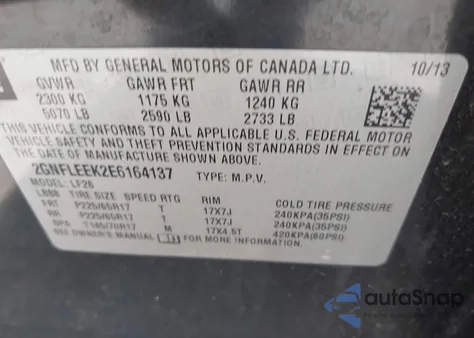 MFD BY GENERAL MOTORS OF CANADA LTD. 10/13
GVWR GAWR FRT GAWR RR
2300 KG 1175 KG 1240 KG
5070 LB 2590 LB 2733 LB
THIS VEHICLE CONFORMS TO ALL APPLICABLE U.S. FEDERAL MOTOR
VEHICLE SAFETY AND THEFT PREVENTION STANDARDS IN EFFECT ON THE
DATE OF MANUFACTURE SHOWN ABOVE.
2GNFLEEK2E6164137 TYPE: M.P.V.
MODEL: LF26
TIRE SIZE SPEED RTG RIM COLD TIRE PRESSURE
FRT P225/65R17 T 17X7J 240KPA(35PSI)
RR P225/65R17 T 17X7J 240KPA(35PSI)
SPA T145/70R17 M 17X4.5T 420KPA(60PSI)
SEE OWNER'S MANUAL FOR ADDITIONAL INFORMATION.
autoSnap